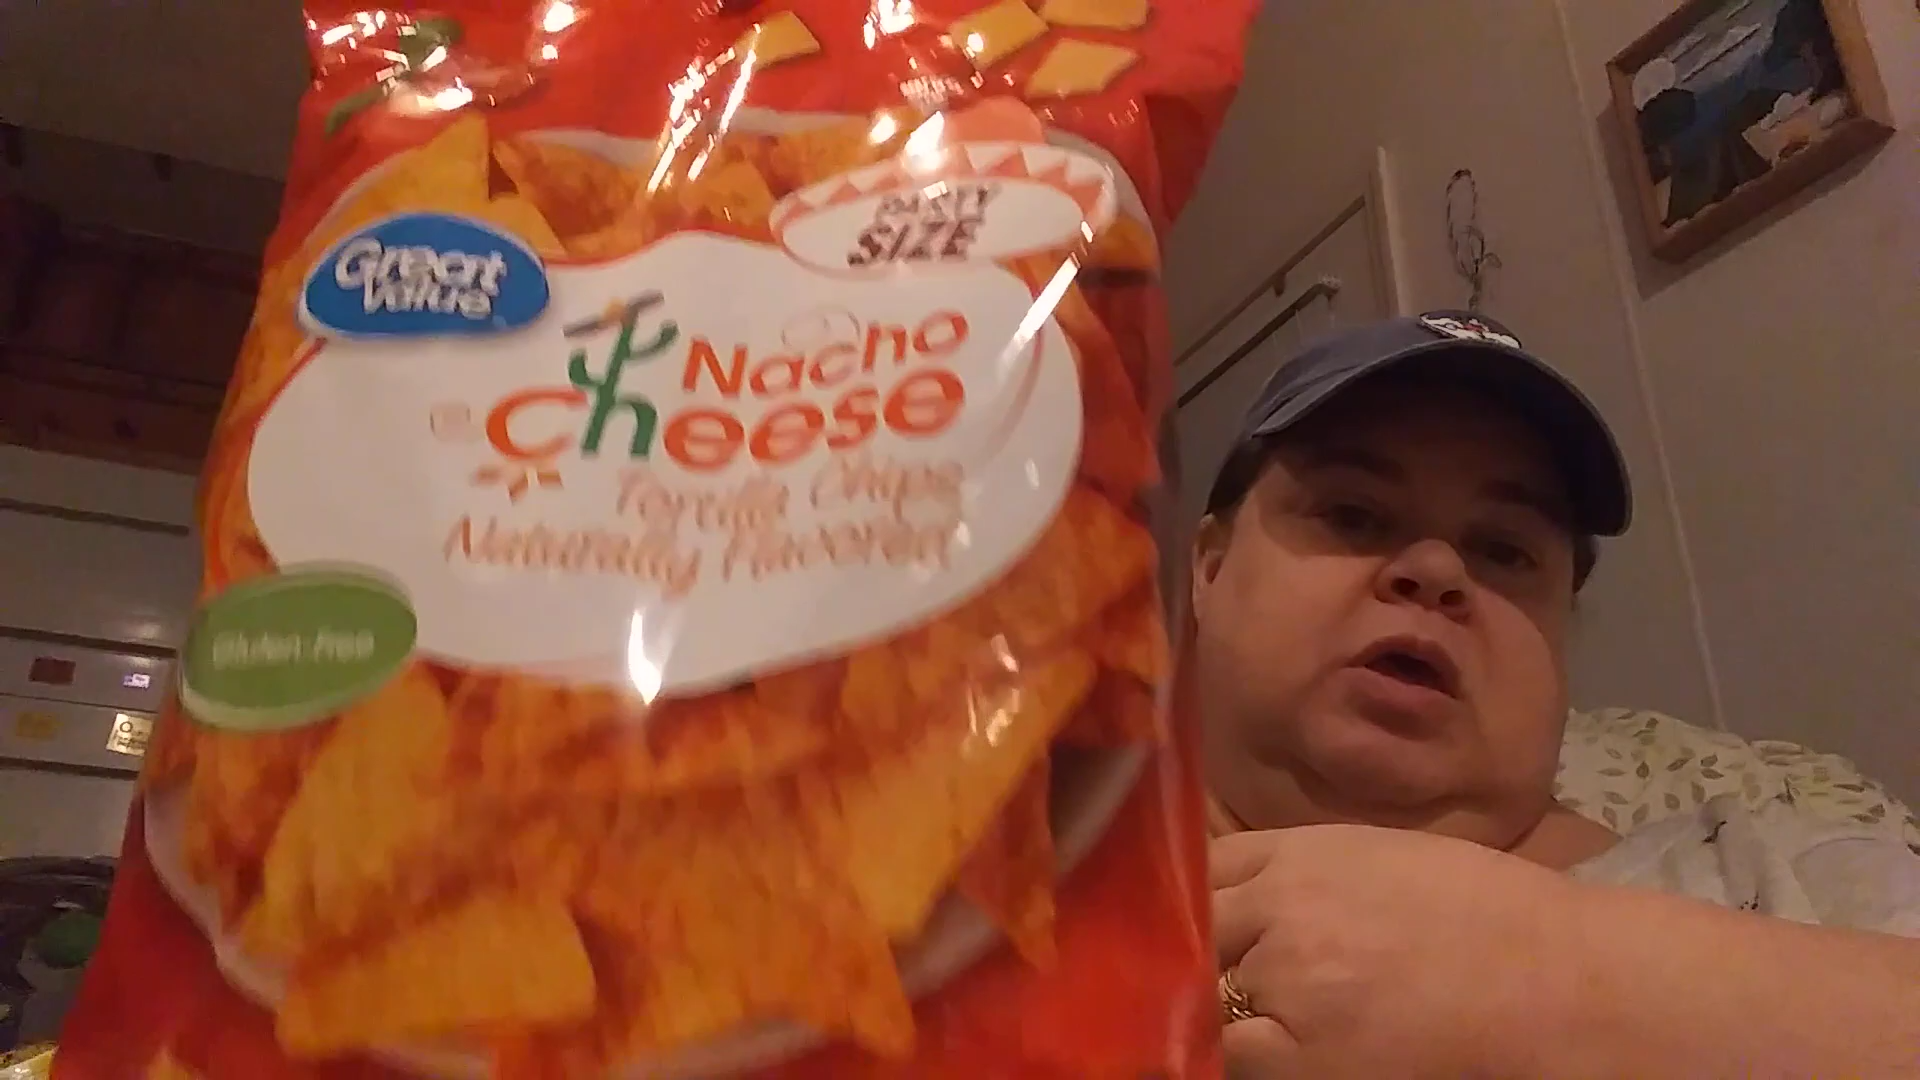 Great
Value
PARTY
SIZE
Nacho
Cheese
Tortilla Chips
Naturally Flavored
Gluten free